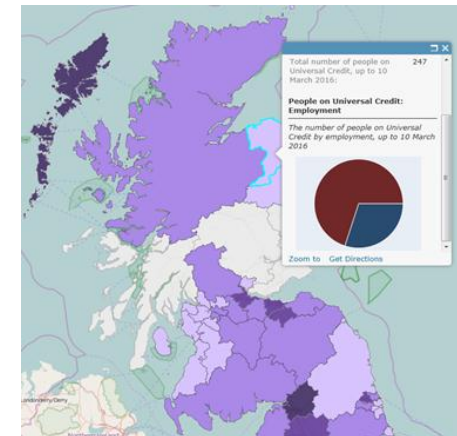 Total number of people on 247
Universal Credit, up to 10
March 2016:
People on Universal Credit:
Employment
The number of people on Universal
Credit by employment, up to 10 March
2016
Zoom to Get Directions